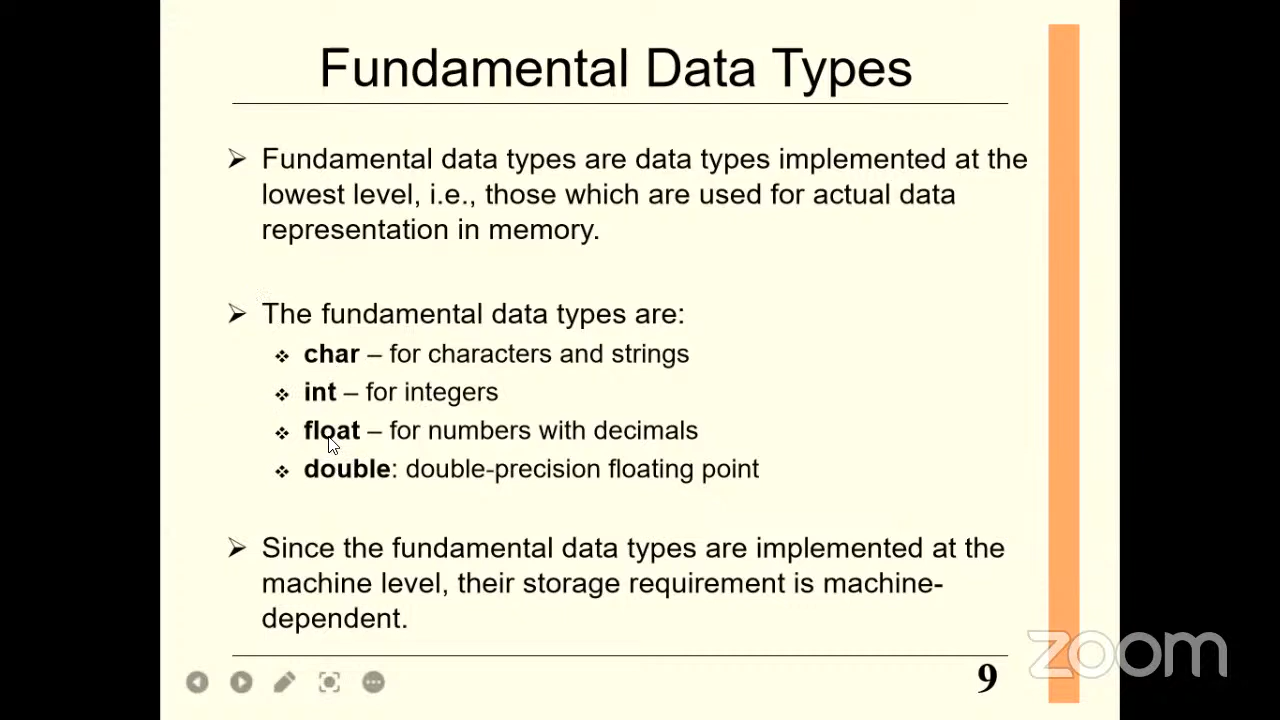 Fundamental Data Types
➢ Fundamental data types are data types implemented at the
lowest level, i.e., those which are used for actual data
representation in memory.
➢ The fundamental data types are:
❖ char – for characters and strings
❖ int – for integers
❖ float – for numbers with decimals
❖ double: double-precision floating point
➢ Since the fundamental data types are implemented at the
machine level, their storage requirement is machine-
dependent.
9
zoom